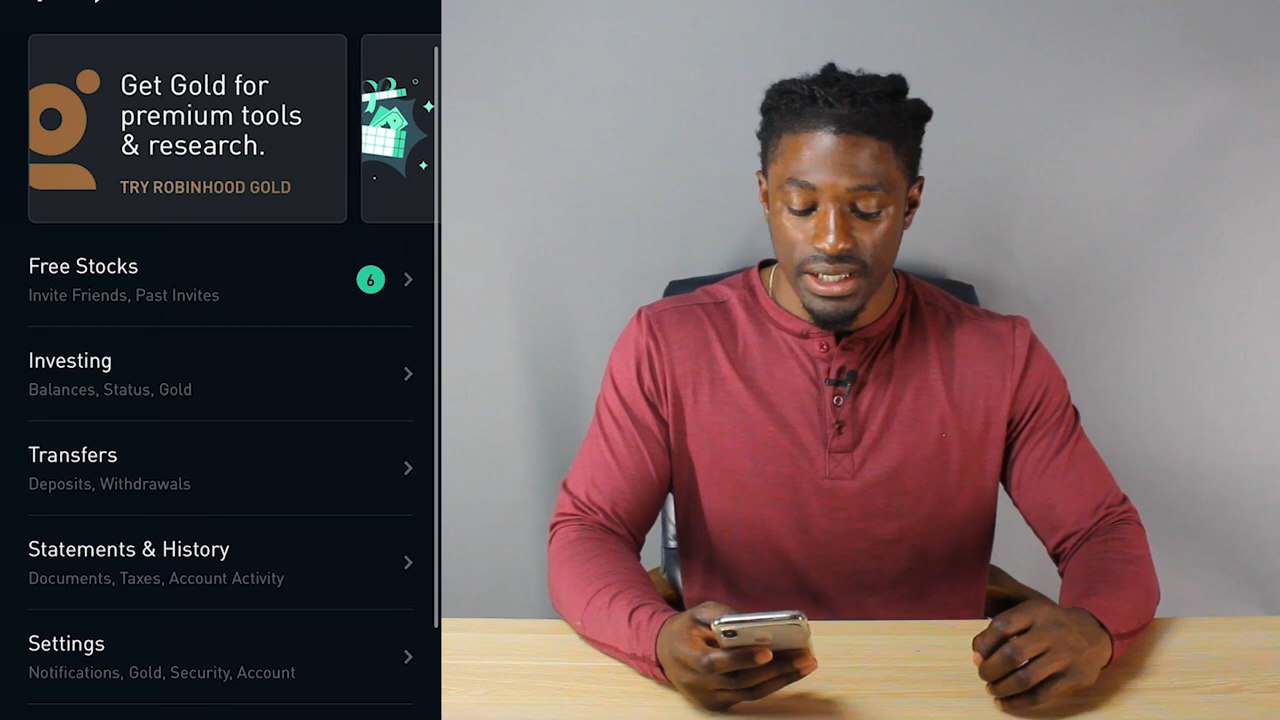 Get Gold for
premium tools
& research.
TRY ROBINHOOD GOLD
Free Stocks
6
Invite Friends, Past Invites
Investing
Balances, Status, Gold
Transfers
Deposits, Withdrawals
Statements & History
Documents, Taxes, Account Activity
Settings
Notifications, Gold, Security, Account